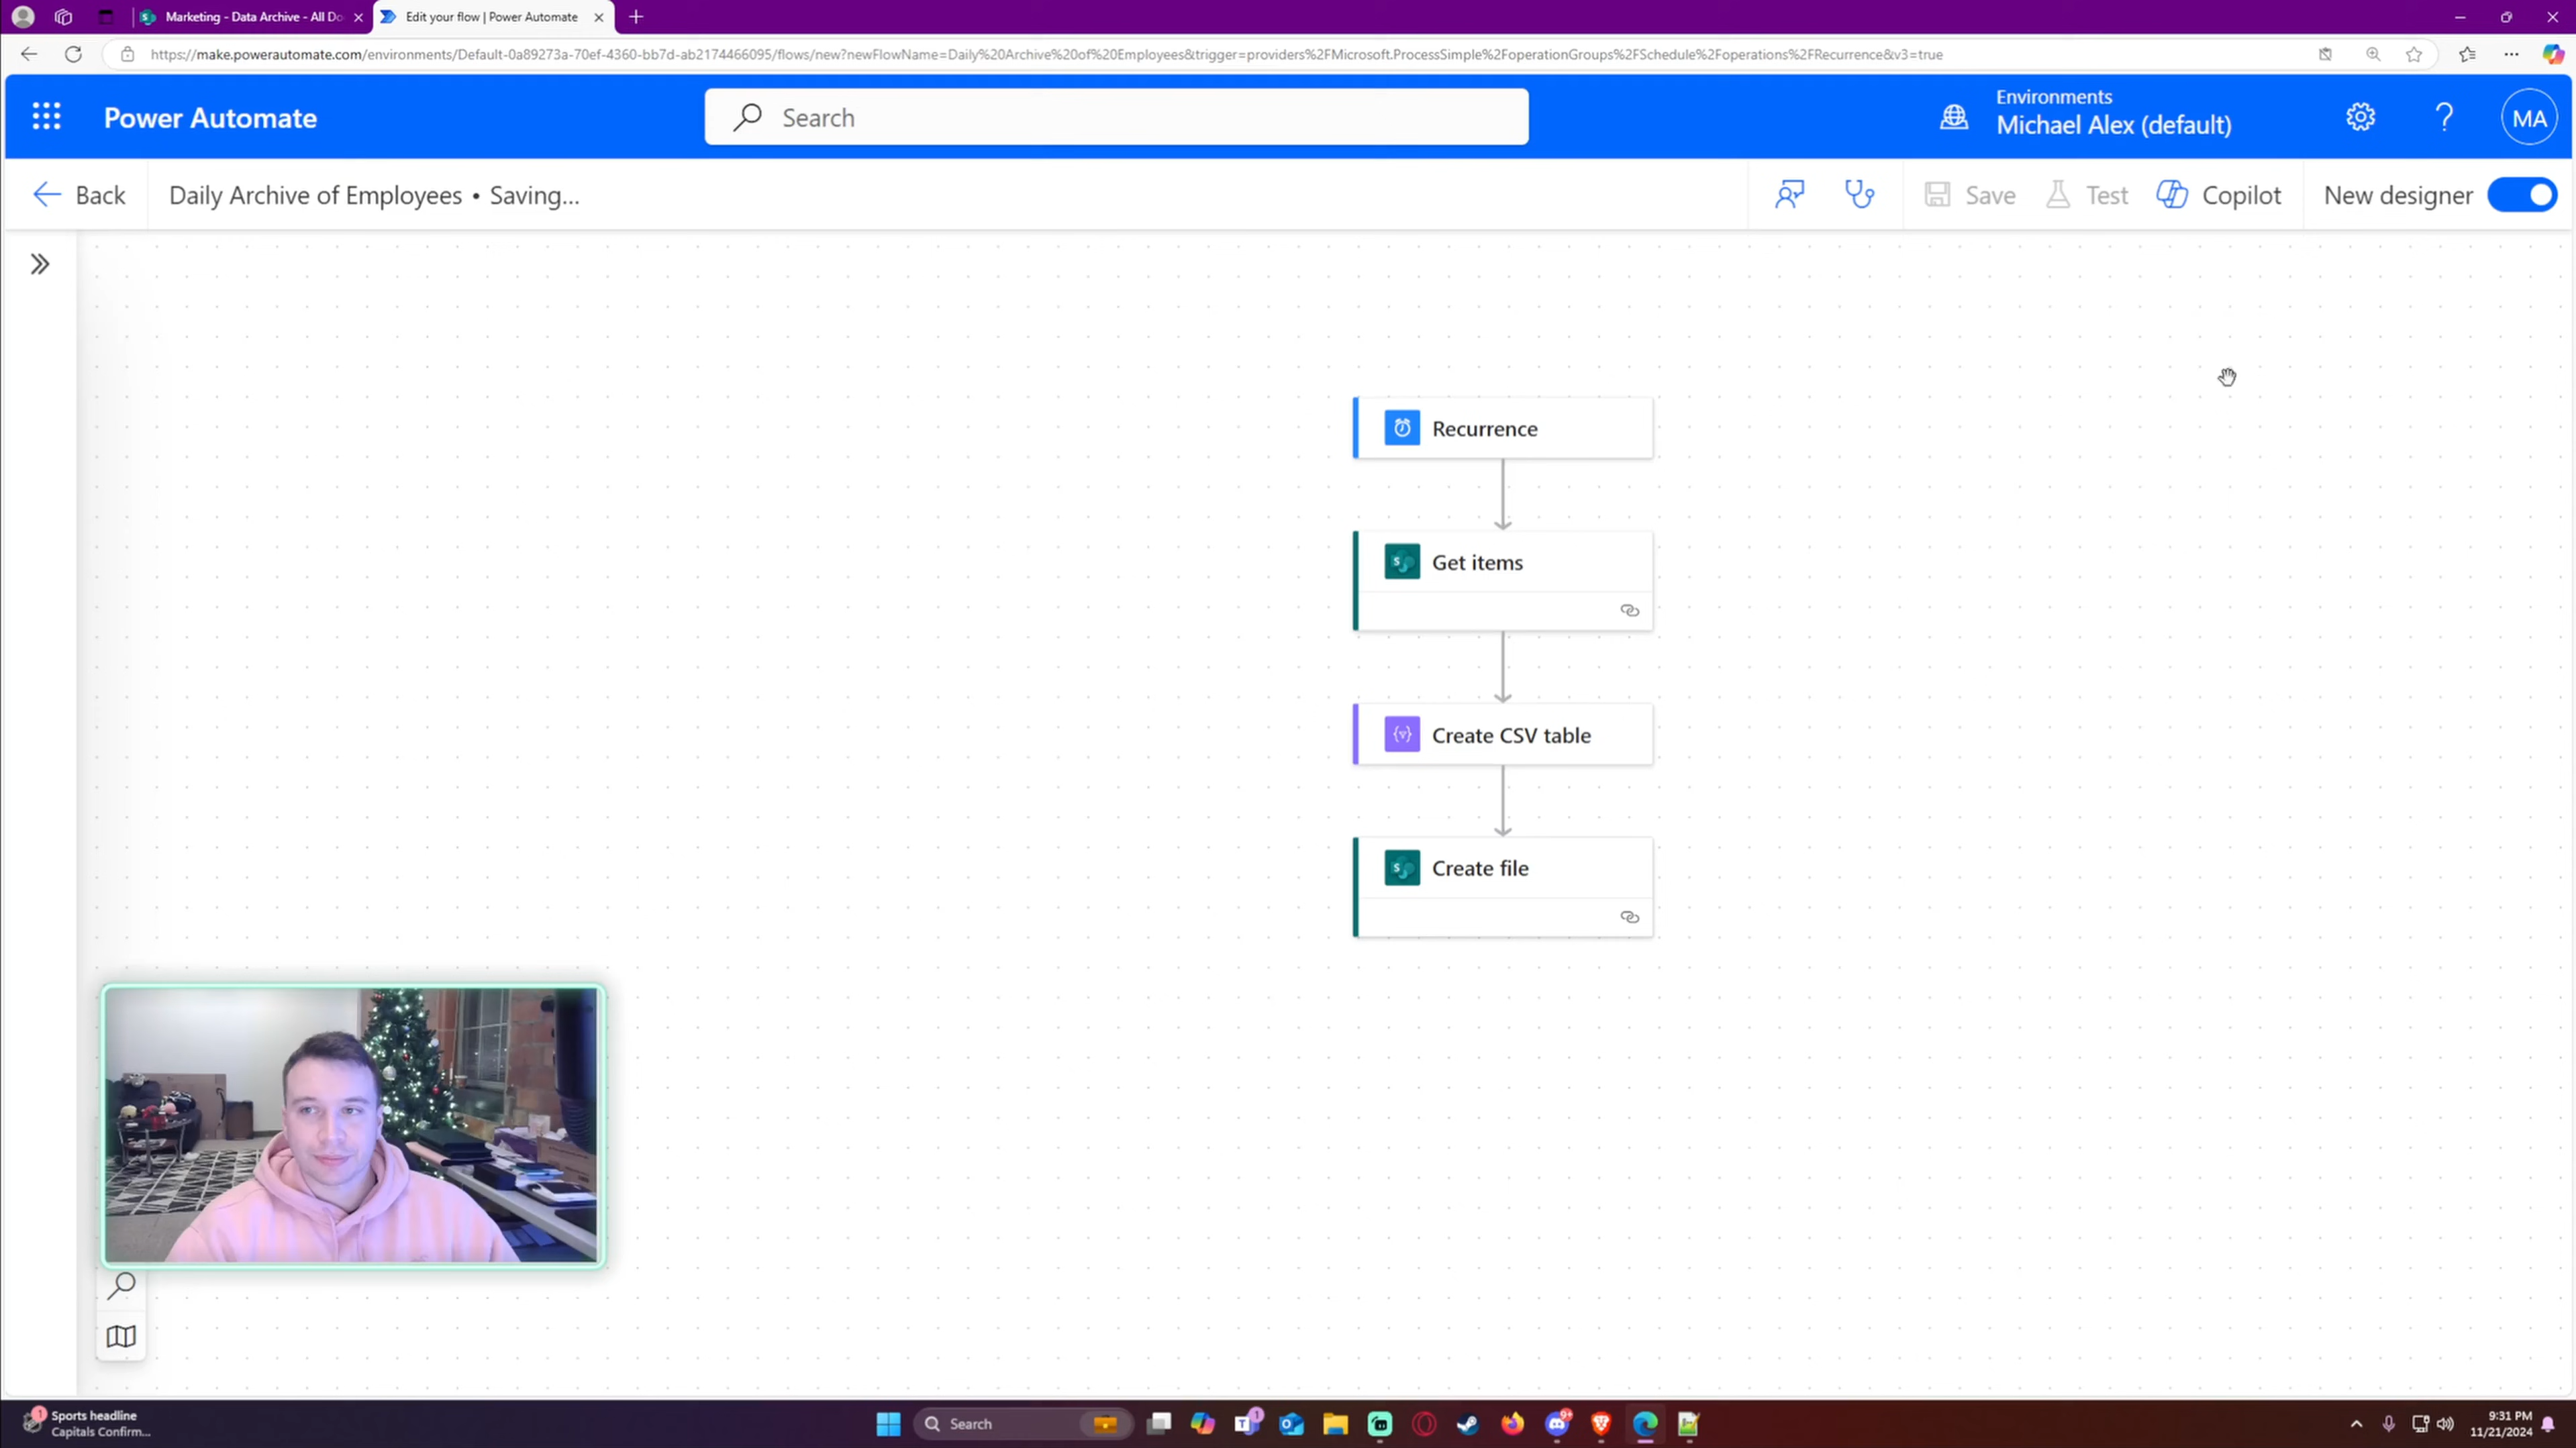 Marketing - Data Archive - All Do
Edit your flow | Power Automate
https://make.powerautomate.com/environments/Default-0a89273a-70ef-4360-bb7d-ab2174466095/flows/new?newFlowName=Daily%20Archive%20of%20Employees&trigger=providers%2FMicrosoft.ProcessSimple%2FoperationGroups%2FSchedule%2Foperations%2FRecurrence&v3=true
Power Automate
Search
Environments
Michael Alex (default)
?
MA
Back
Daily Archive of Employees • Saving...
Save
Test
Copilot
New designer
Recurrence
Get items
Create CSV table
Create file
1
Sports headline
Capitals Confirm...
Search
1
9+
9:31 PM
11/21/2024